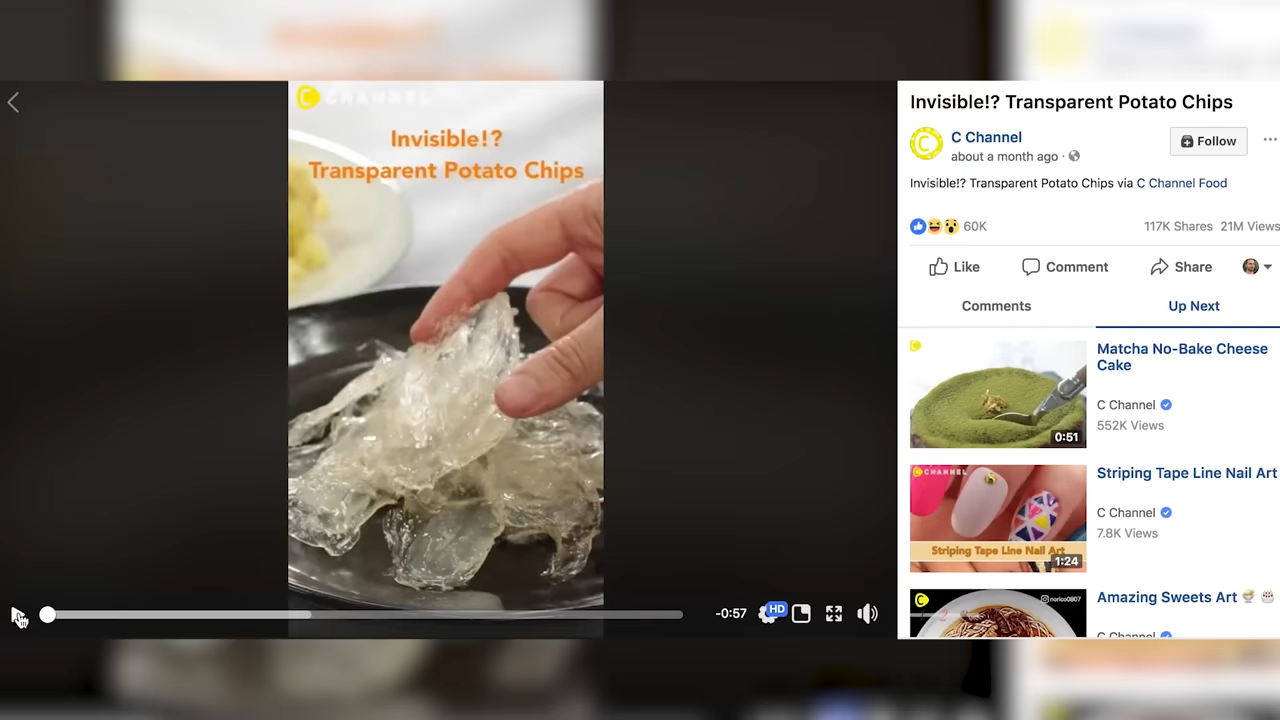 C CHANNEL
Invisible!?
Transparent Potato Chips
-0:57
HD
Invisible!? Transparent Potato Chips
C Channel
about a month ago ·
Follow
Invisible!? Transparent Potato Chips via C Channel Food
60K
117K Shares 21M Views
Like
Comment
Share
Comments
Up Next
Matcha No-Bake Cheese
Cake
C Channel
552K Views
0:51
C CHANNEL
Striping Tape Line Nail Art
1:24
Striping Tape Line Nail Art
C Channel
7.8K Views
norico0807
Amazing Sweets Art
C Channel